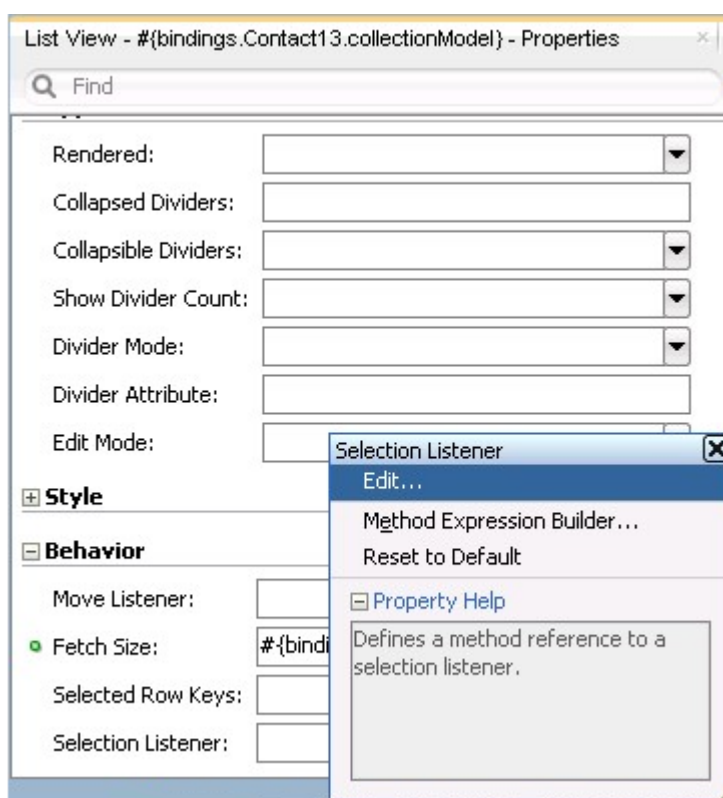 List View - #{bindings.Contact13.collectionModel} - Properties
Find
Rendered:
Collapsed Dividers:
Collapsible Dividers:
Show Divider Count:
Divider Mode:
Divider Attribute:
Edit Mode:
Selection Listener
Edit...
Style
Method Expression Builder...
Behavior
Reset to Default
Move Listener:
Property Help
Fetch Size: #{bindi
Defines a method reference to a
selection listener.
Selected Row Keys:
Selection Listener: